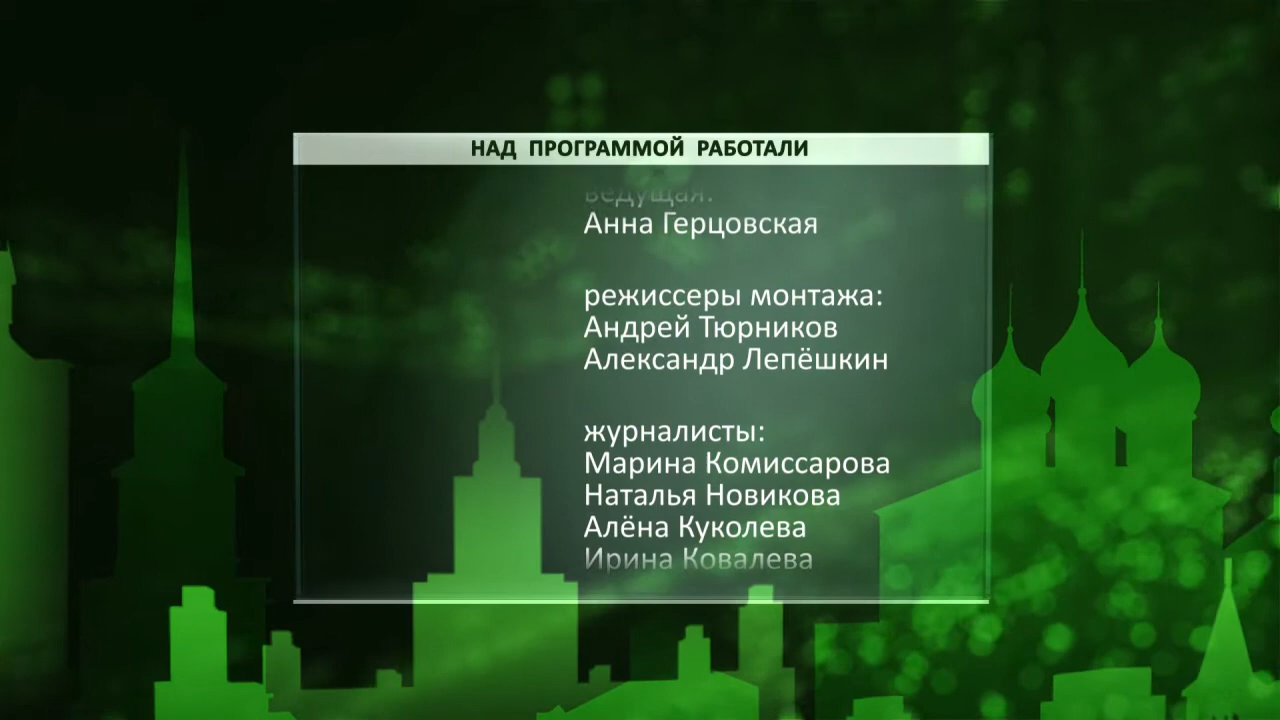 НАД ПРОГРАММОЙ РАБОТАЛИ
ведущая:
Анна Герцовская
режиссеры монтажа:
Андрей Тюрников
Александр Лепёшкин
журналисты:
Марина Комиссарова
Наталья Новикова
Алёна Куколева
Ирина Ковалева